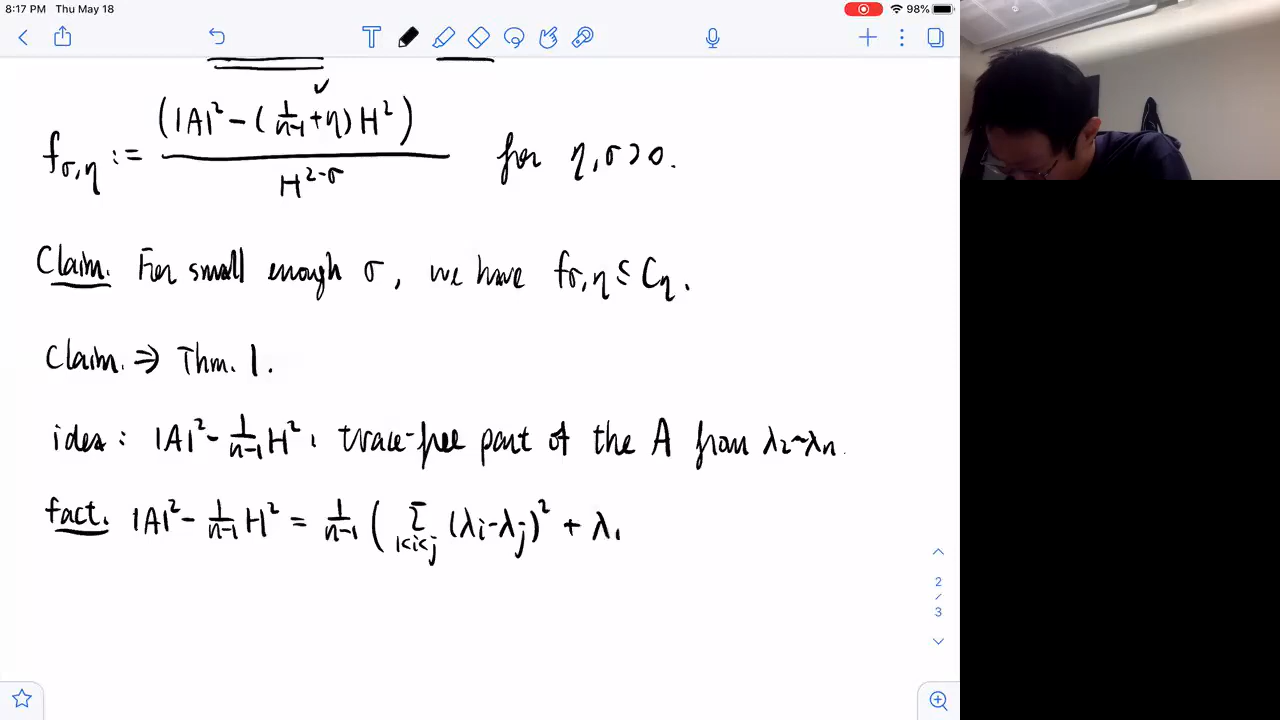 8:17 PM Thu May 18 98%
f_{σ,η} := (|A|² - (1/(n-1) + η) H²) / H^{2-σ} for η, σ > 0.
Claim. For small enough σ, we have f_{σ,η} ≤ C_η.
Claim. ⇒ Thm. 1.
idea: |A|² - 1/(n-1) H² : trace-free part of the A from λ₂~λₙ.
fact. |A|² - 1/(n-1) H² = 1/(n-1) ( Σ_{1<i<j} (λi - λj)² + λ₁
2
/
3